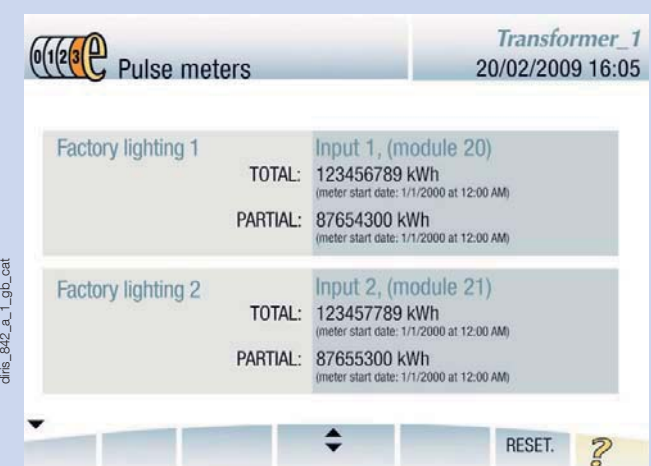 0123e Pulse meters
Transformer_1
20/02/2009 16:05
Factory lighting 1
Input 1, (module 20)
TOTAL: 123456789 kWh
(meter start date: 1/1/2000 at 12:00 AM)
PARTIAL: 87654300 kWh
(meter start date: 1/1/2000 at 12:00 AM)
Factory lighting 2
Input 2, (module 21)
TOTAL: 123457789 kWh
(meter start date: 1/1/2000 at 12:00 AM)
PARTIAL: 87655300 kWh
(meter start date: 1/1/2000 at 12:00 AM)
RESET. ?
diris_842_a_1_gb_cat